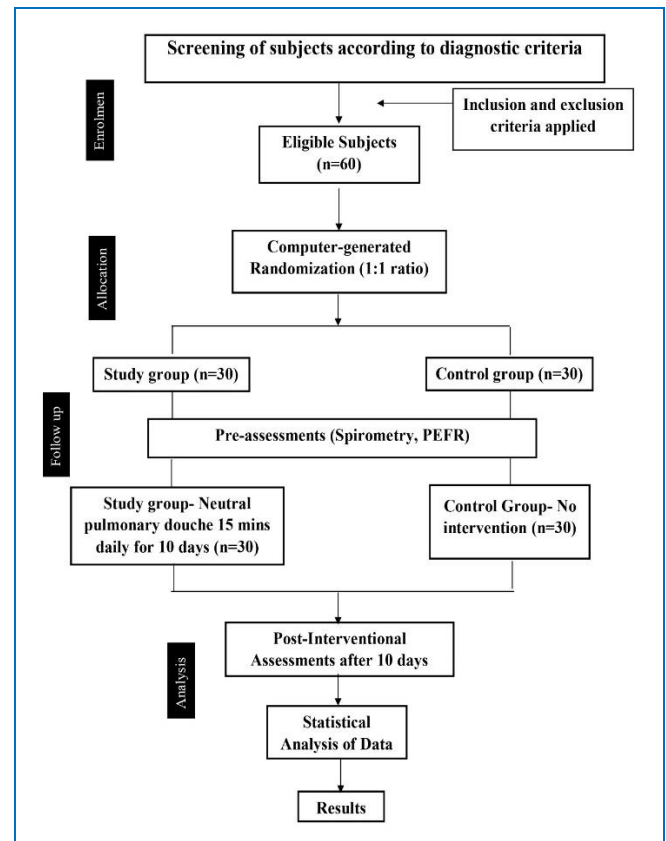 Screening of subjects according to diagnostic criteria
Enrolmen
Inclusion and exclusion
criteria applied
Eligible Subjects
(n=60)
Allocation
Computer-generated
Randomization (1:1 ratio)
Study group (n=30)
Control group (n=30)
Follow up
Pre-assessments (Spirometry, PEFR)
Study group- Neutral
pulmonary douche 15 mins
daily for 10 days (n=30)
Control Group- No
intervention (n=30)
Analysis
Post-Interventional
Assessments after 10 days
Statistical
Analysis of Data
Results